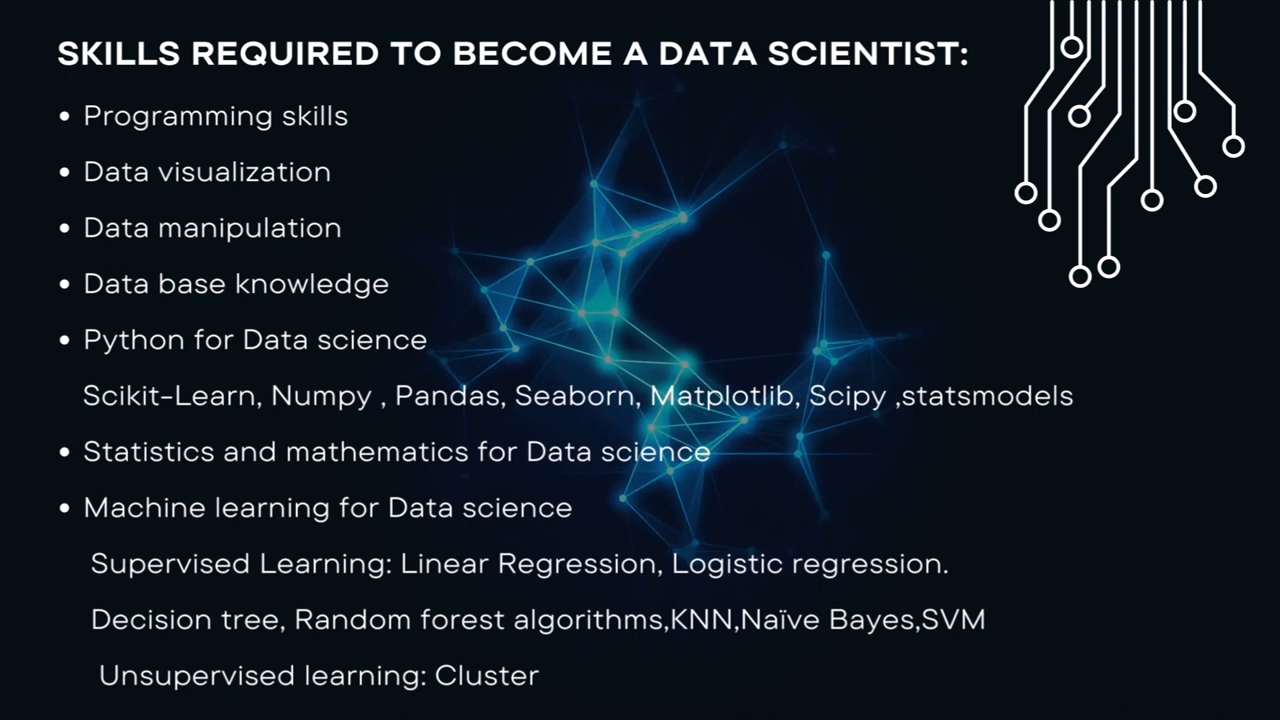 SKILLS REQUIRED TO BECOME A DATA SCIENTIST:
• Programming skills
• Data visualization
• Data manipulation
• Data base knowledge
• Python for Data science
Scikit-Learn, Numpy , Pandas, Seaborn, Matplotlib, Scipy ,statsmodels
• Statistics and mathematics for Data science
• Machine learning for Data science
Supervised Learning: Linear Regression, Logistic regression.
Decision tree, Random forest algorithms,KNN,Naïve Bayes,SVM
Unsupervised learning: Cluster